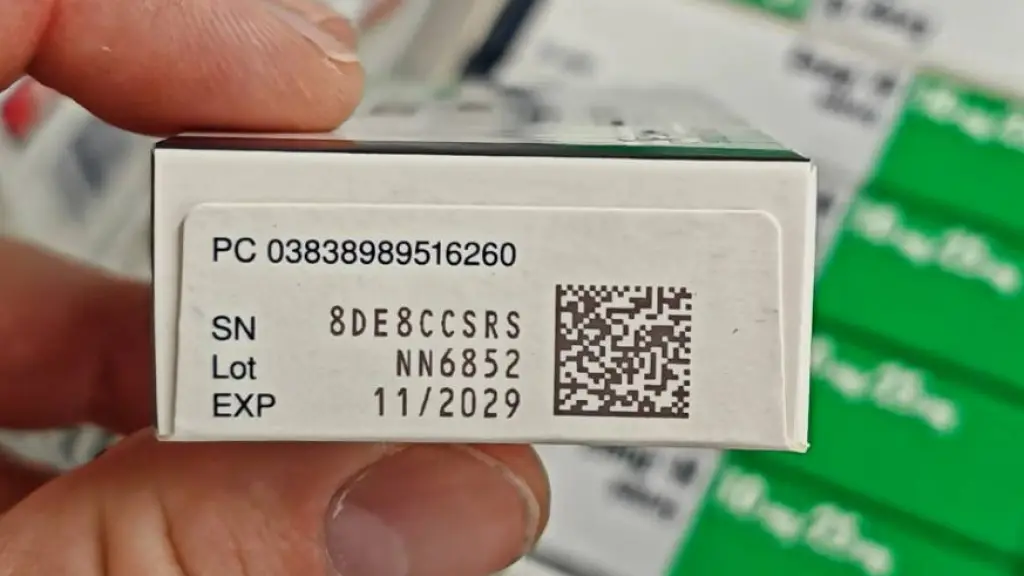 PC 03838989516260
SN 8DE8CCSRS
Lot NN6852
EXP 11/2029